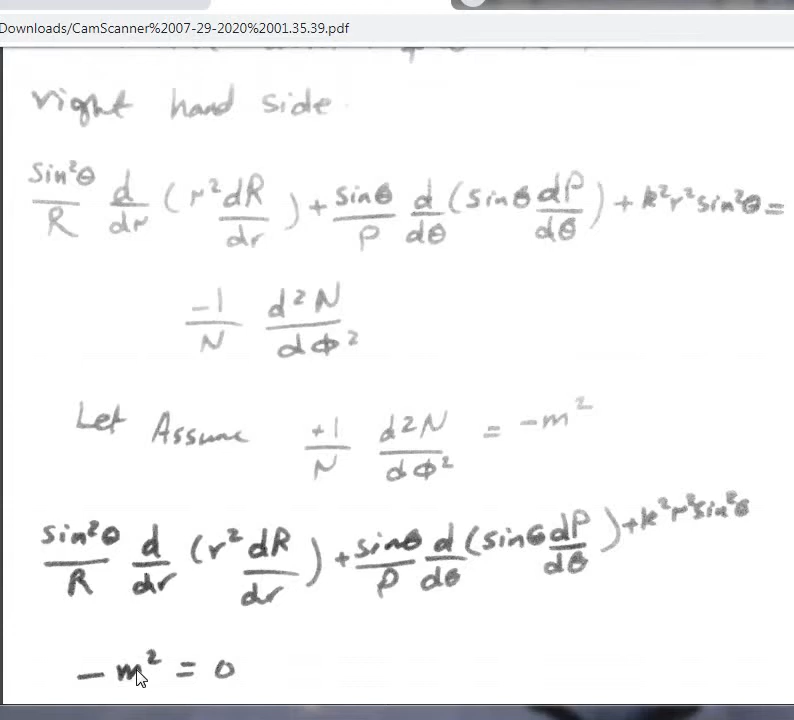 Downloads/CamScanner%2007-29-2020%2001.35.39.pdf
right hand side.
Sin²θ/R d/dr (r² dR/dr) + Sinθ/P d/dθ (sinθ dP/dθ) + k²r²sin²θ =
-1/N d²N/dΦ²
Let Assume +1/N d²N/dΦ² = -m²
Sin²θ/R d/dr (r² dR/dr) + sinθ/P d/dθ (sinθ dP/dθ) + k²r²sin²θ
- m² = 0